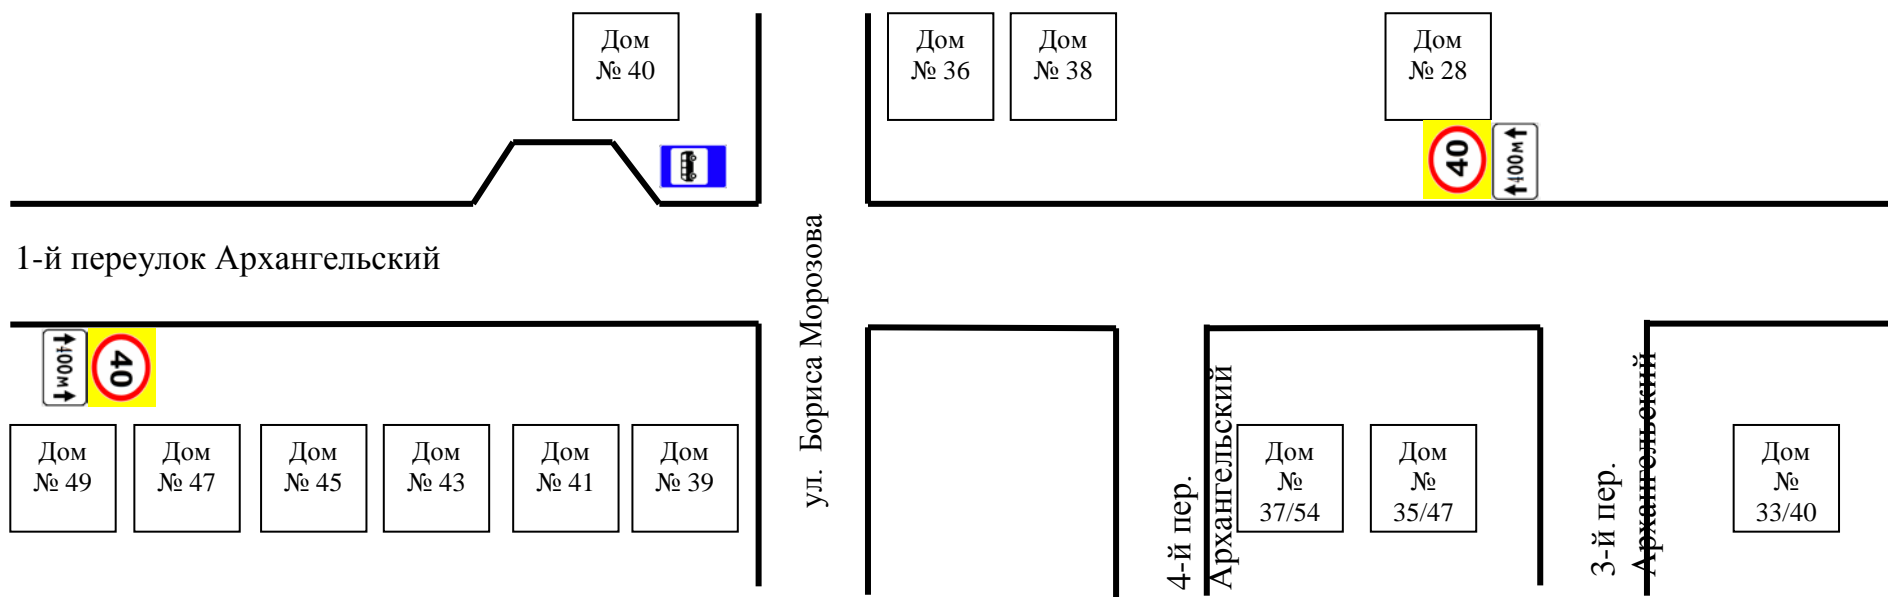 Дом
№ 40
Дом
№ 36
Дом
№ 38
Дом
№ 28
40
400м
1-й переулок Архангельский
ул. Бориса Морозова
400м
40
4-й пер.
Архангельский
3-й пер.
Архангельский
Дом
№ 49
Дом
№ 47
Дом
№ 45
Дом
№ 43
Дом
№ 41
Дом
№ 39
Дом
№
37/54
Дом
№
35/47
Дом
№
33/40